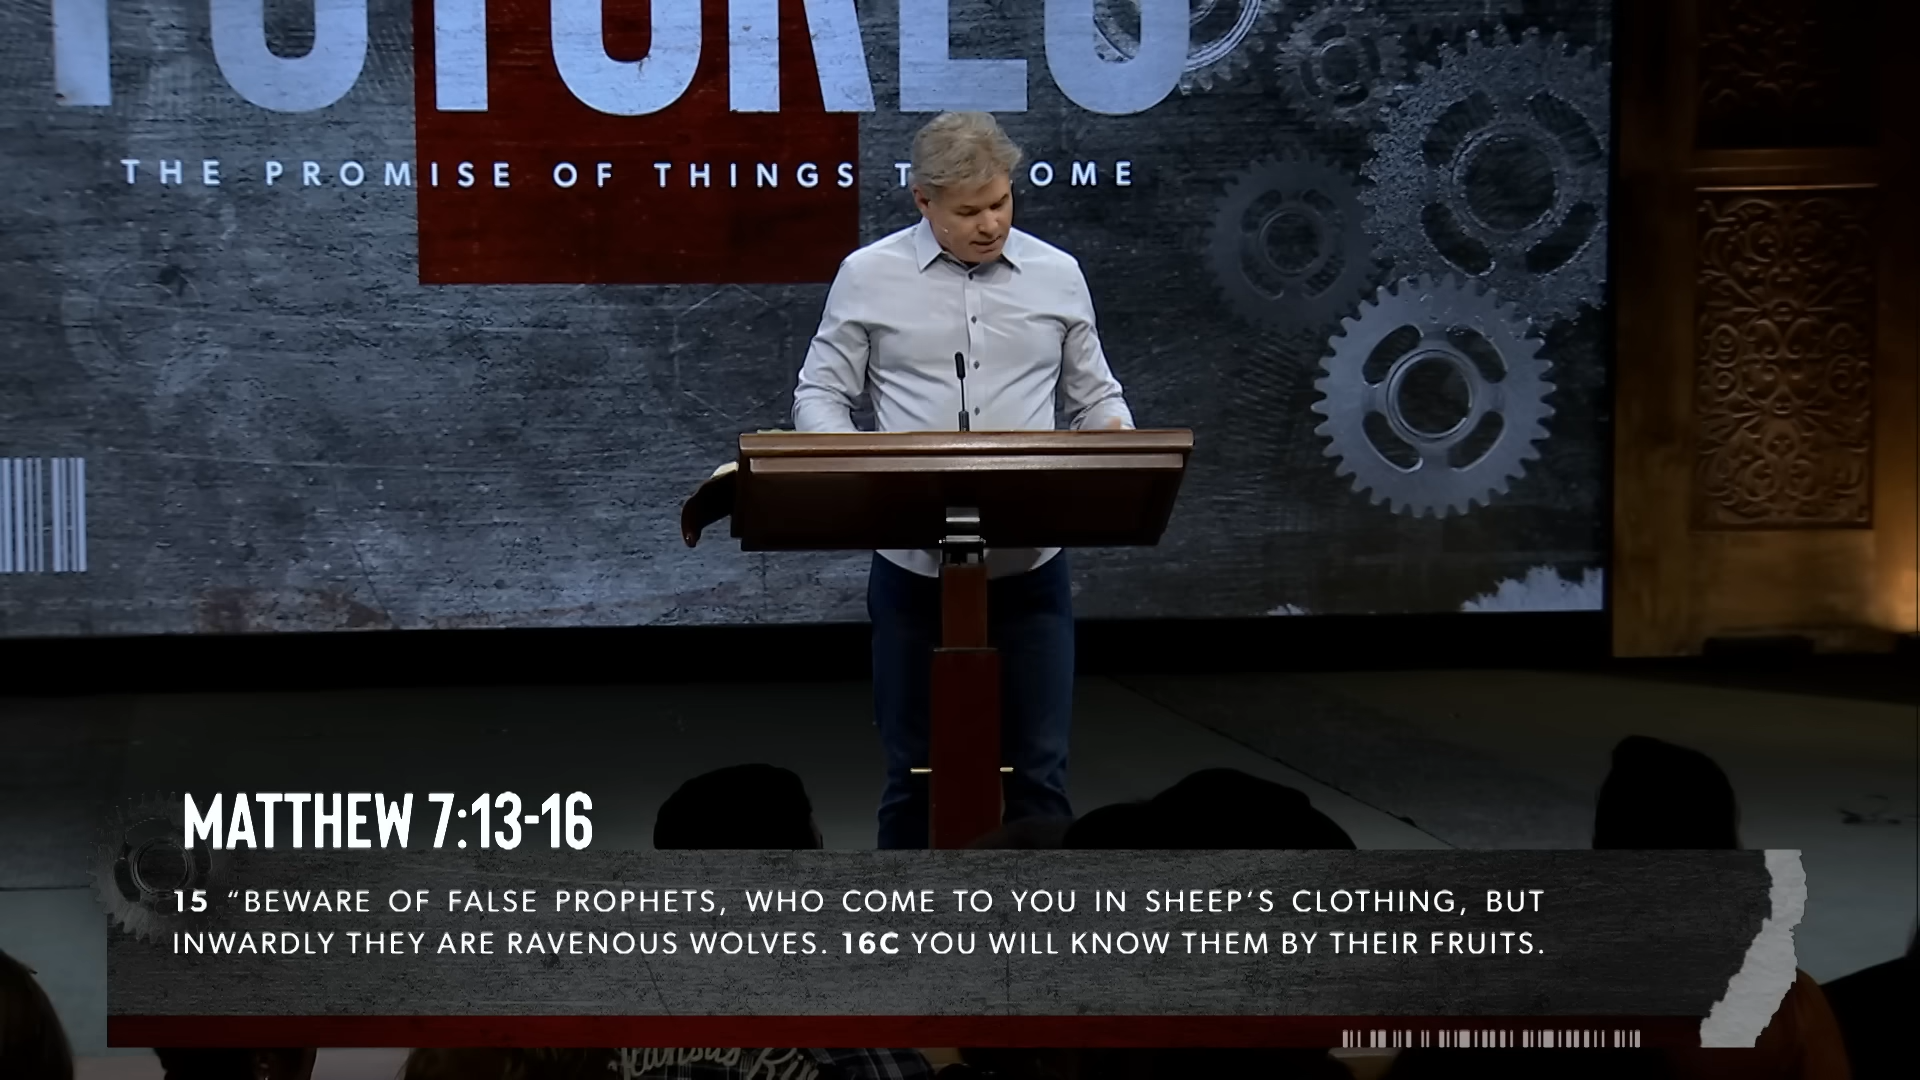 FUTURES
THE PROMISE OF THINGS T OME
MATTHEW 7:13-16
15 “BEWARE OF FALSE PROPHETS, WHO COME TO YOU IN SHEEP’S CLOTHING, BUT
INWARDLY THEY ARE RAVENOUS WOLVES. 16C YOU WILL KNOW THEM BY THEIR FRUITS.